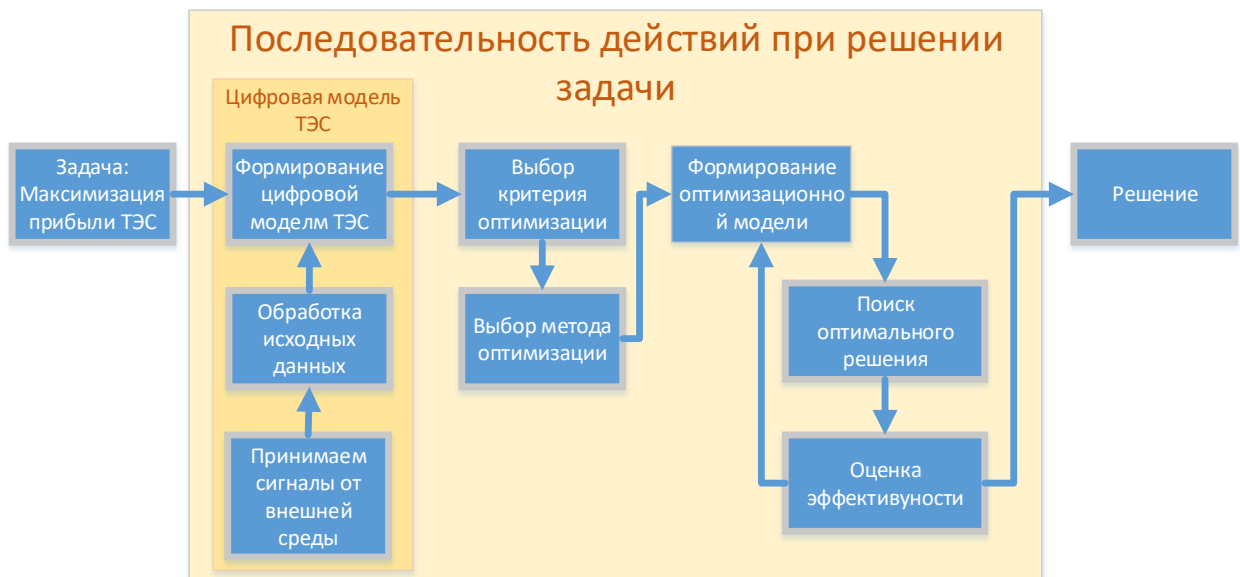 Последовательность действий при решении
задачи
Цифровая модель
ТЭС
Задача:
Максимизация
прибыли ТЭС
Формирование
цифровой
моделм ТЭС
Обработка
исходных
данных
Принимаем
сигналы от
внешней
среды
Выбор
критерия
оптимизации
Выбор метода
оптимизации
Формирование
оптимизационно
й модели
Поиск
оптимального
решения
Оценка
эффективуности
Решение